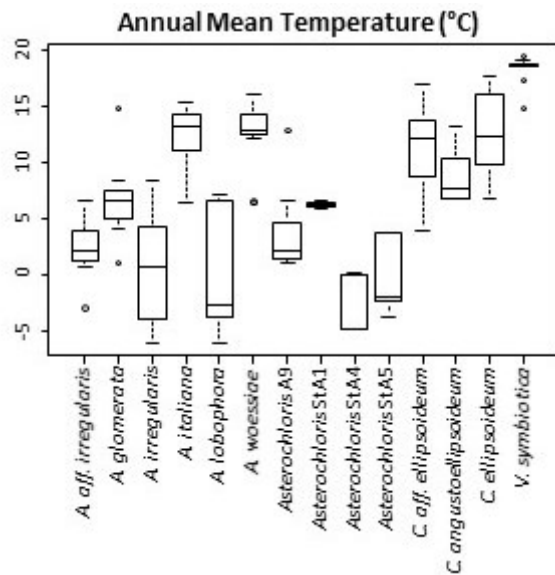 Annual Mean Temperature (°C)
20
15
10
5
0
-5
A. aff. irregularis
A. glomerata
A. irregularis
A. italiana
A. lobophora
A. woessiae
Asterochloris A9
Asterochloris StA1
Asterochloris StA4
Asterochloris StA5
C. aff. ellipsoideum
C. angustoellipsoideum
C. ellipsoideum
V. symbiotica